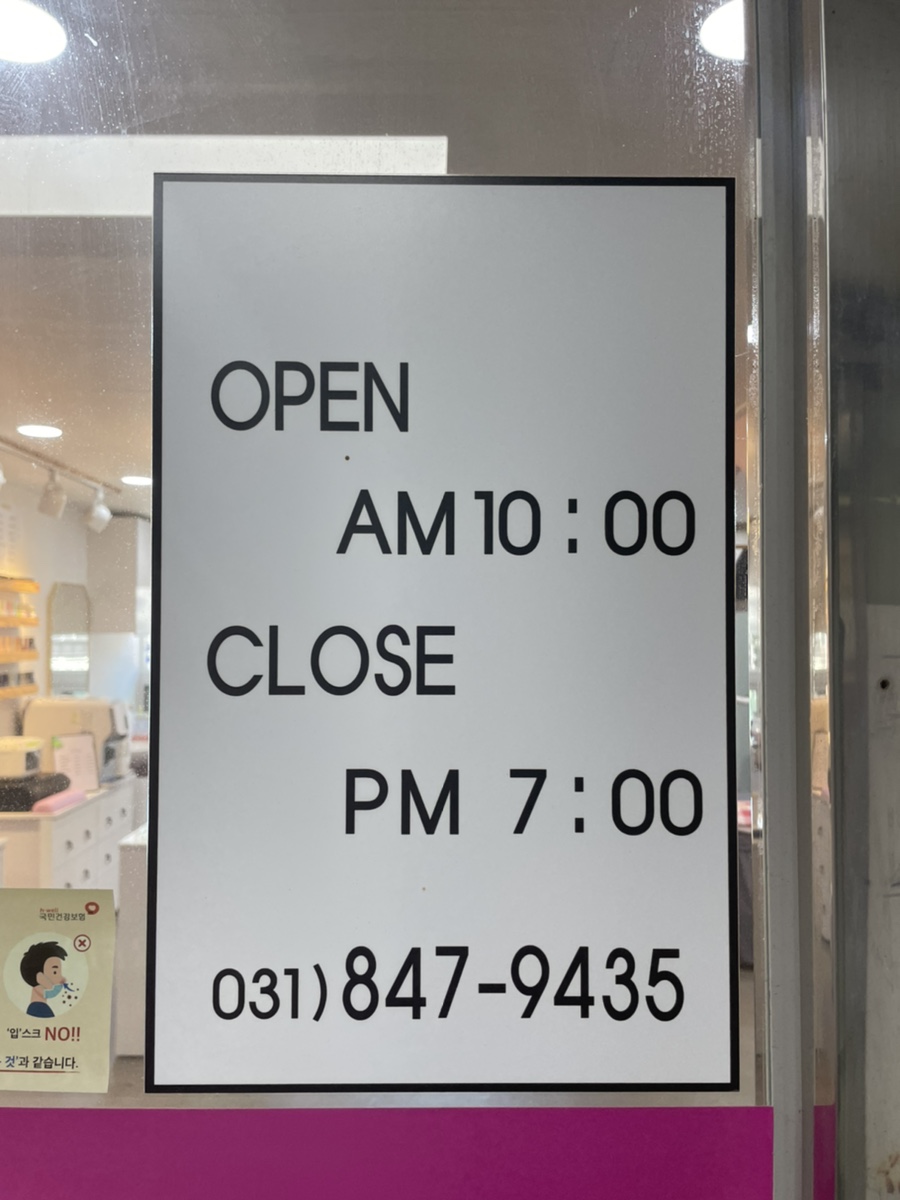 OPEN
AM 10 : 00
CLOSE
PM 7 : 00
031) 847-9435
h-well
국민건강보험
'입'스크 NO!!
것'과 같습니다.